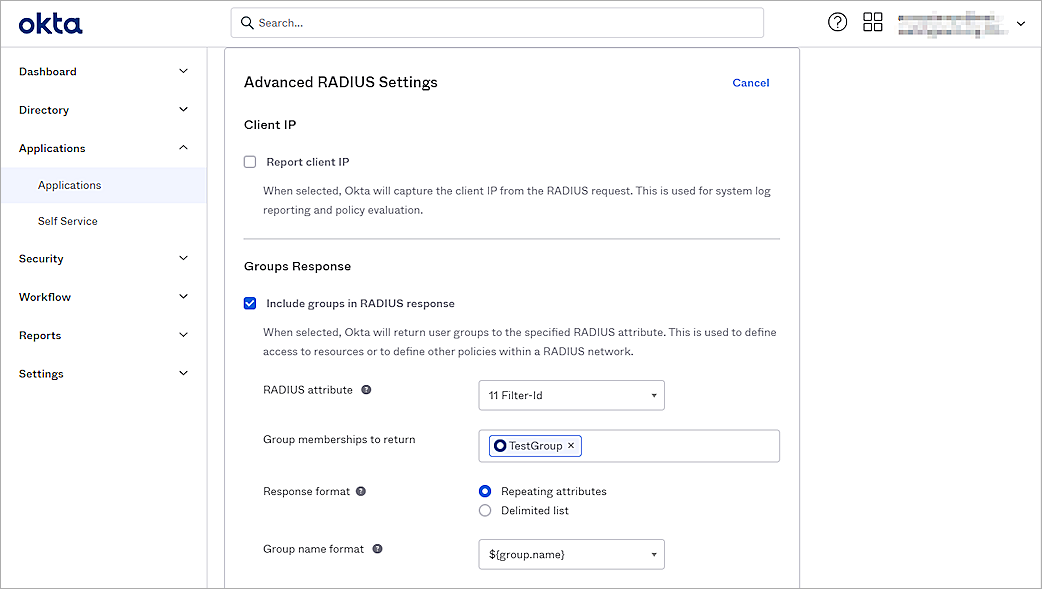 okta
Search...
Dashboard
Directory
Applications
Applications
Self Service
Security
Workflow
Reports
Settings
Advanced RADIUS Settings
Cancel
Client IP
Report client IP
When selected, Okta will capture the client IP from the RADIUS request. This is used for system log
reporting and policy evaluation.
Groups Response
Include groups in RADIUS response
When selected, Okta will return user groups to the specified RADIUS attribute. This is used to define
access to resources or to define other policies within a RADIUS network.
RADIUS attribute ?
11 Filter-Id
Group memberships to return
TestGroup ×
Response format ?
Repeating attributes
Delimited list
Group name format ?
${group.name}